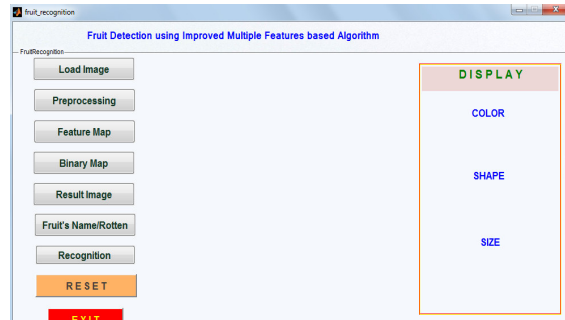 fruit_recognition
Fruit Detection using Improved Multiple Features based Algorithm
FruitRecognition
Load Image
Preprocessing
Feature Map
Binary Map
Result Image
Fruit's Name/Rotten
Recognition
RESET
EXIT
DISPLAY
COLOR
SHAPE
SIZE